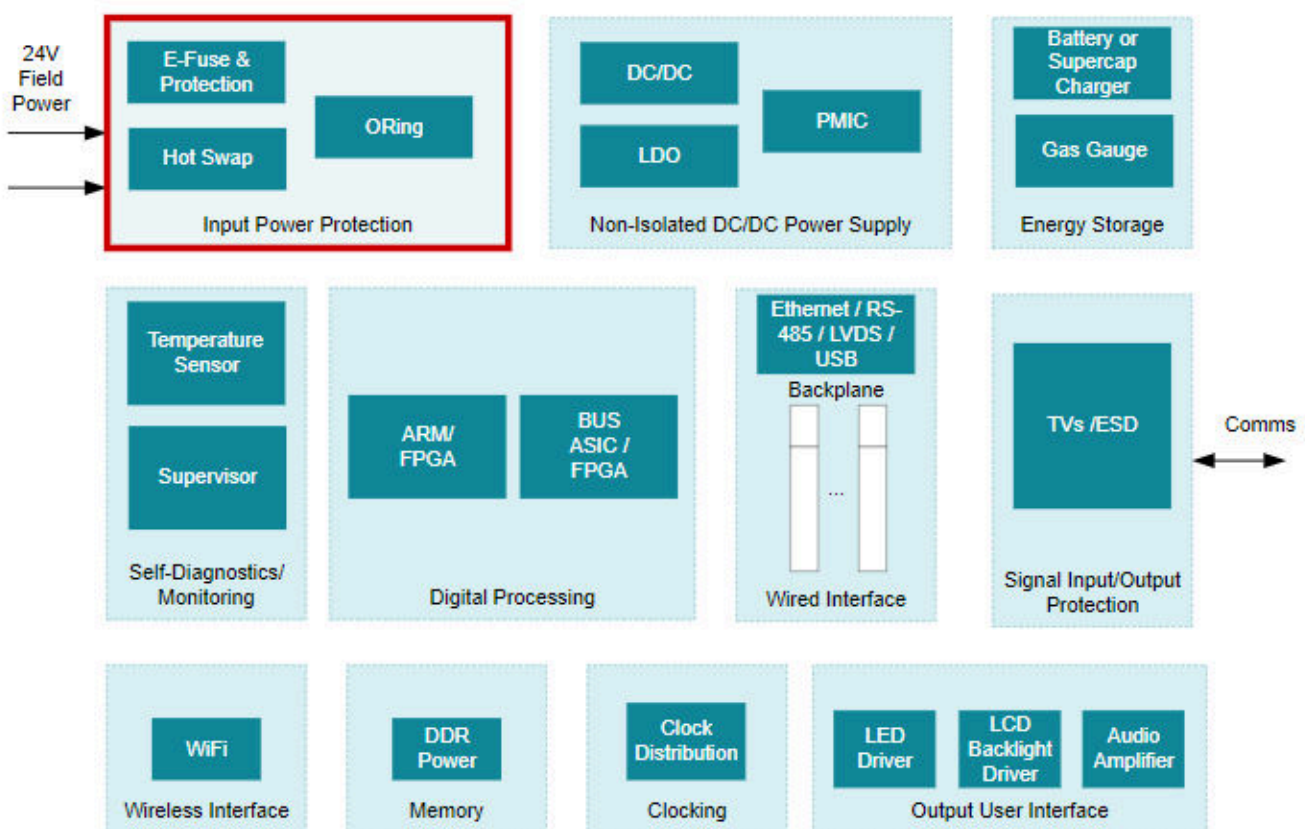 24V
Field
Power
E-Fuse &
Protection
Hot Swap
ORing
Input Power Protection
DC/DC
LDO
PMIC
Non-Isolated DC/DC Power Supply
Battery or
Supercap
Charger
Gas Gauge
Energy Storage
Temperature
Sensor
Supervisor
Self-Diagnostics/
Monitoring
ARM/
FPGA
BUS
ASIC /
FPGA
Digital Processing
Ethernet / RS-
485 / LVDS /
USB
Backplane
...
Wired Interface
TVs /ESD
Signal Input/Output
Protection
Comms
WiFi
Wireless Interface
DDR
Power
Memory
Clock
Distribution
Clocking
LED
Driver
LCD
Backlight
Driver
Audio
Amplifier
Output User Interface